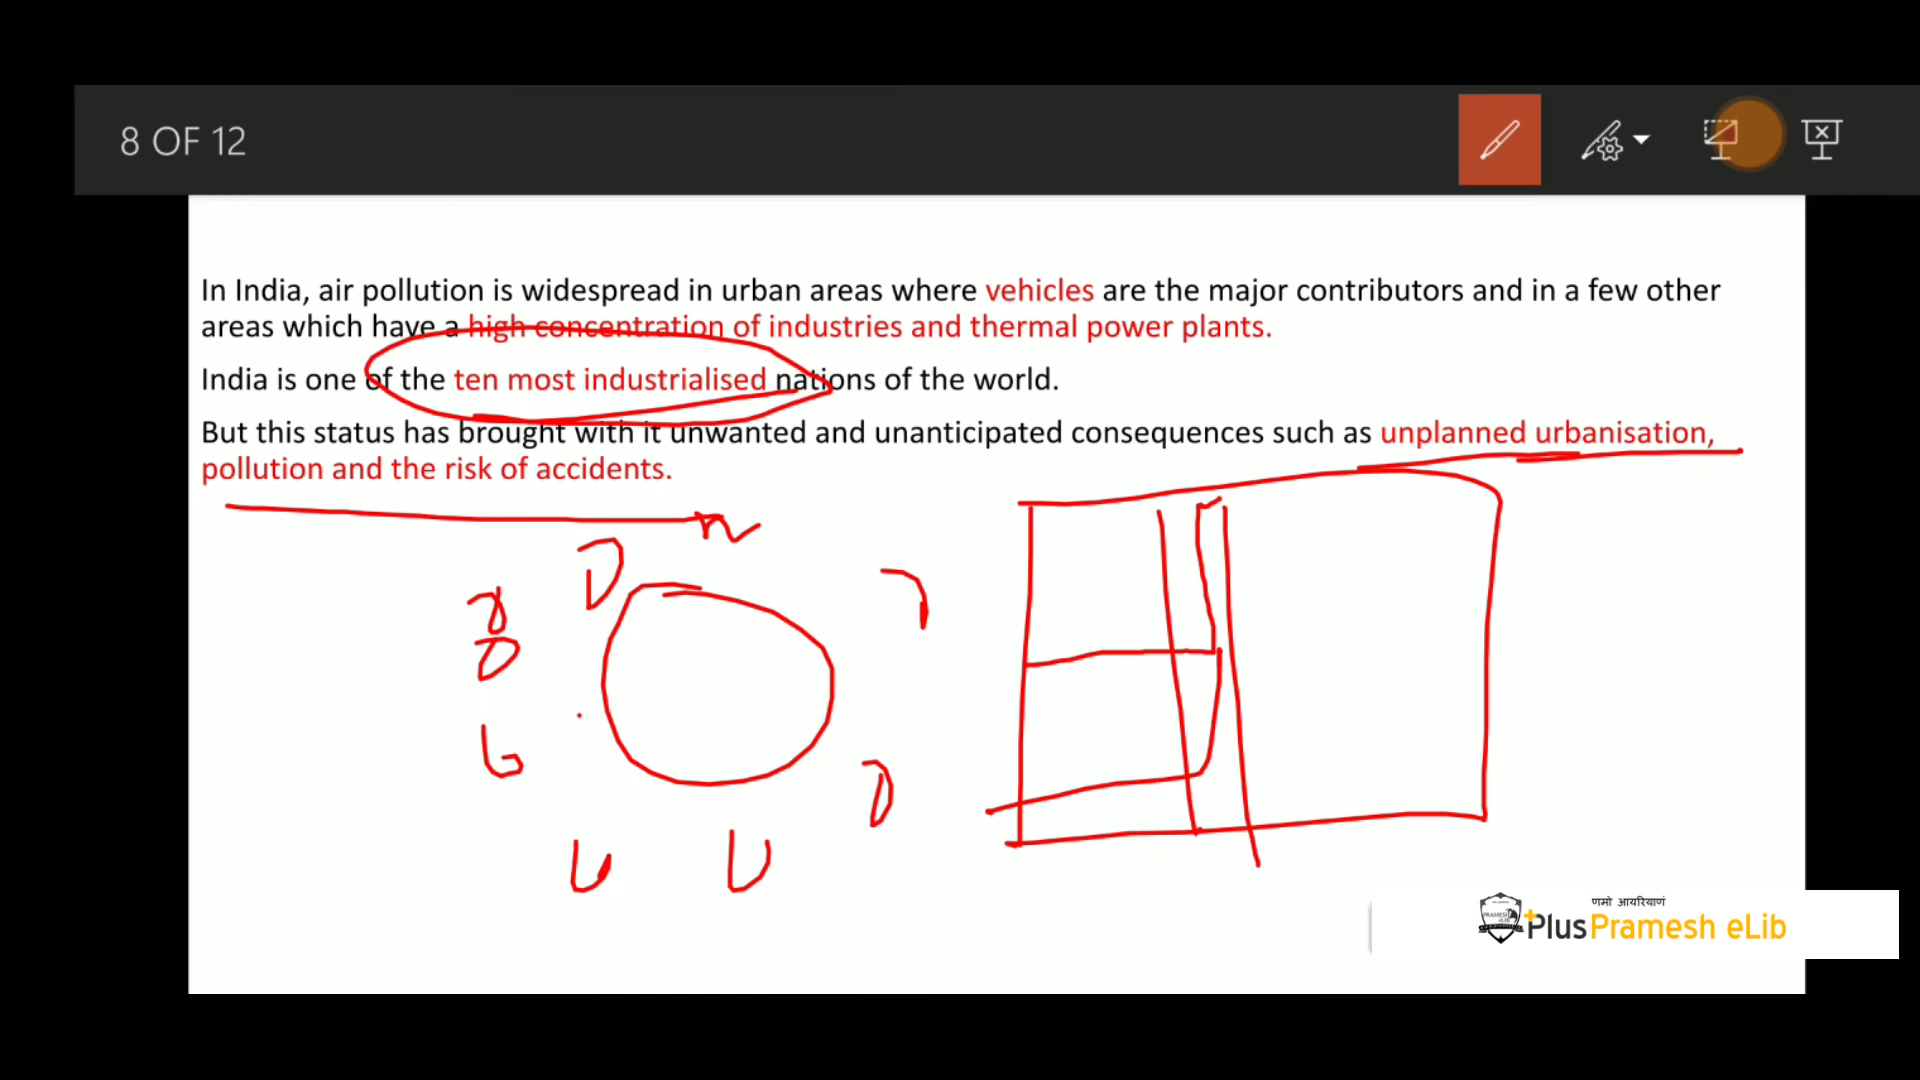 8 OF 12
In India, air pollution is widespread in urban areas where vehicles are the major contributors and in a few other
areas which have a high concentration of industries and thermal power plants.
India is one of the ten most industrialised nations of the world.
But this status has brought with it unwanted and unanticipated consequences such as unplanned urbanisation,
pollution and the risk of accidents.
णमो आयरियाणं
PlusPramesh eLib